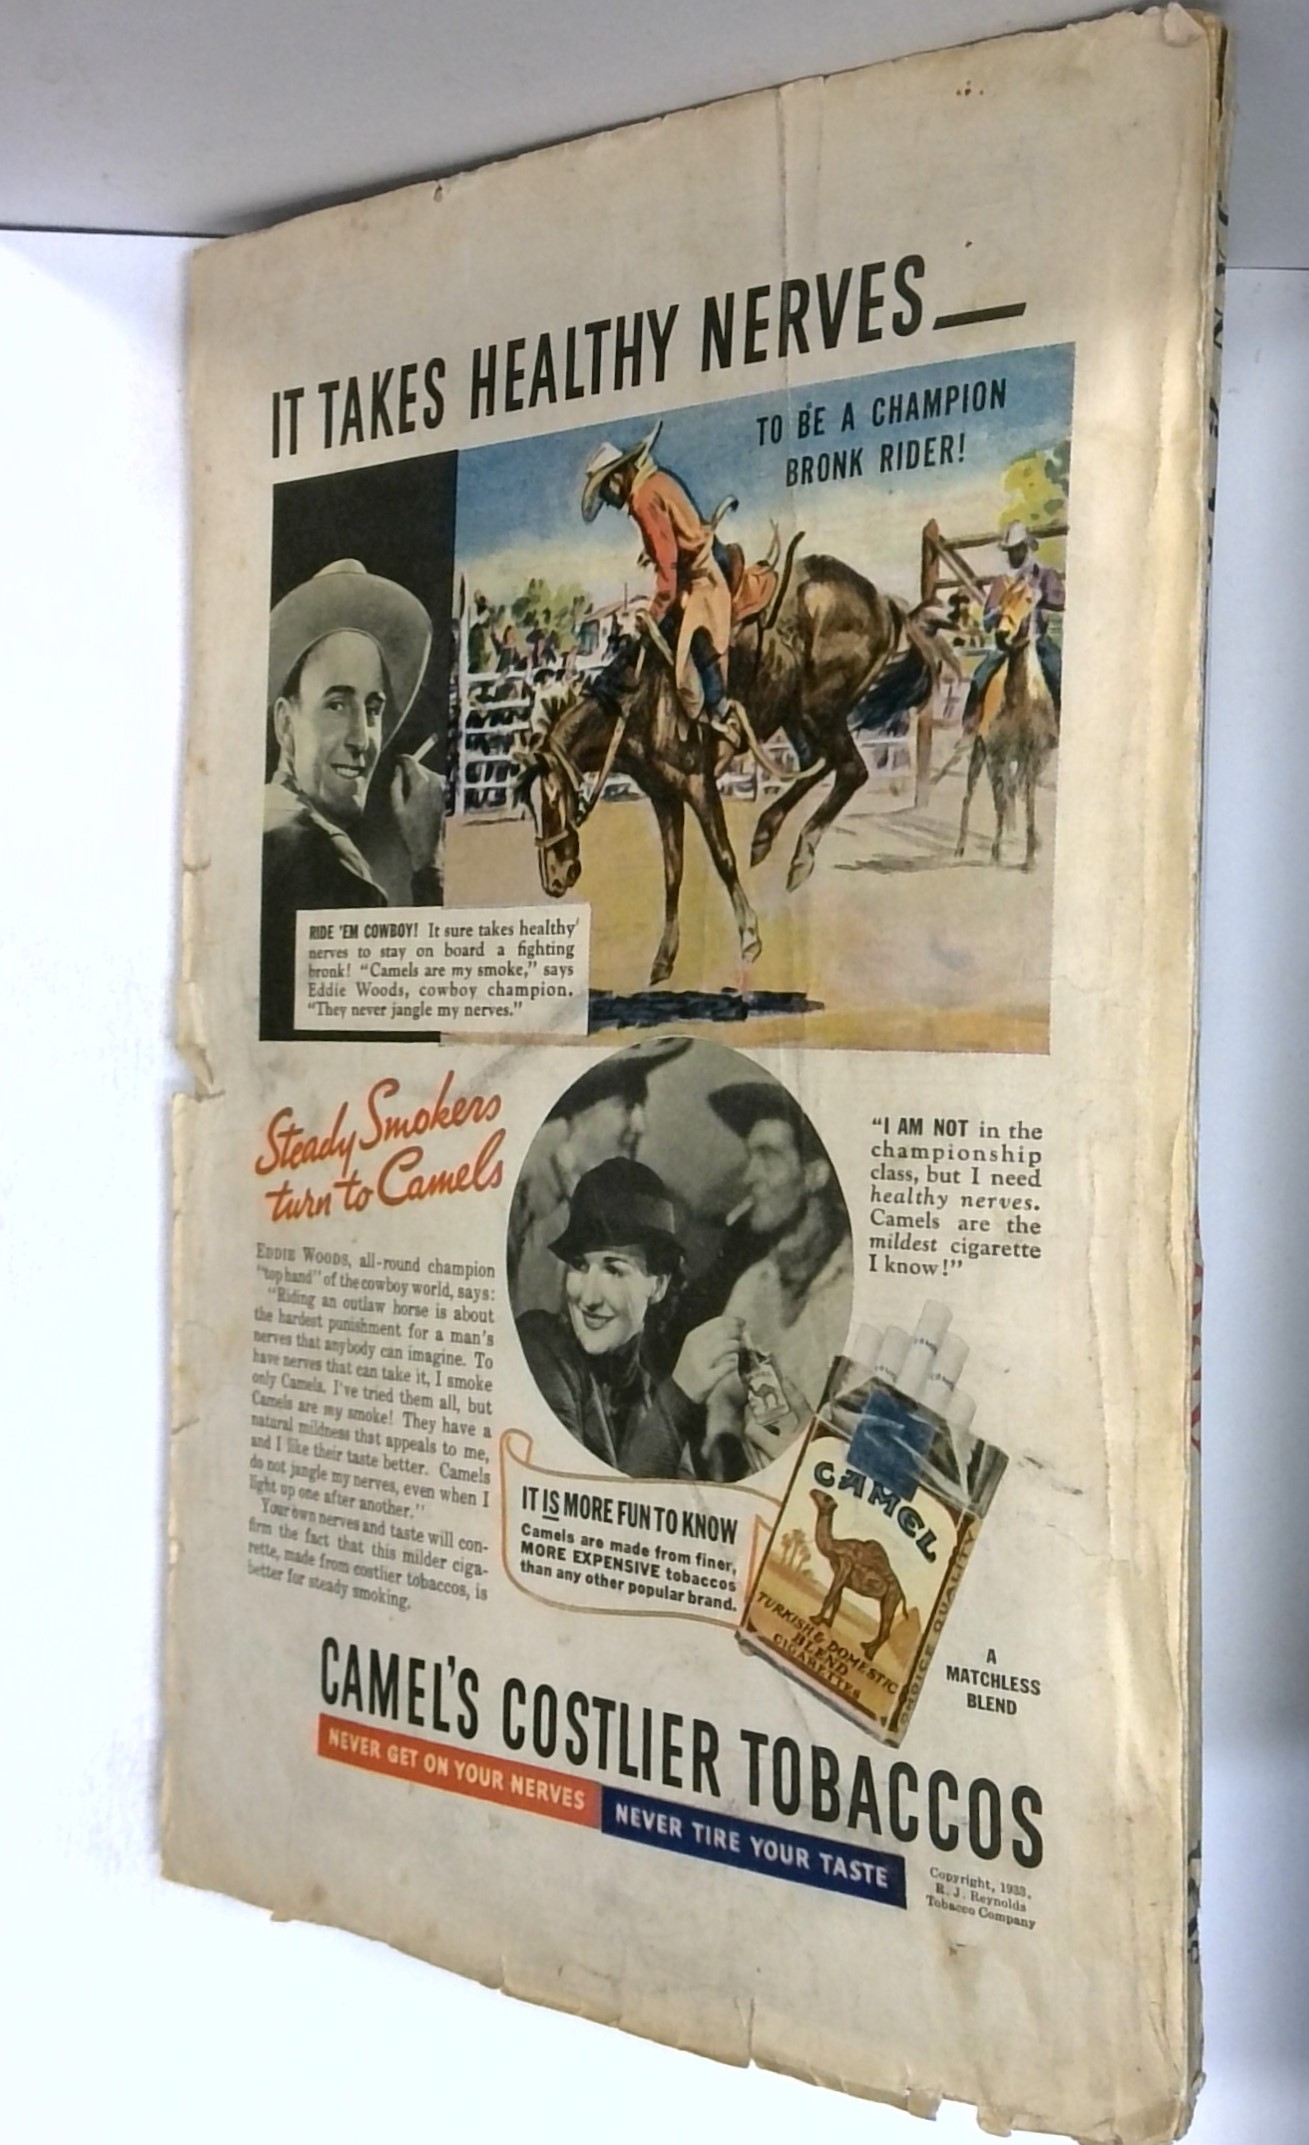 IT TAKES HEALTHY NERVES—
TO BE A CHAMPION
BRONK RIDER!
RIDE 'EM COWBOY! It sure takes healthy
nerves to stay on board a fighting
bronk! "Camels are my smoke," says
Eddie Woods, cowboy champion.
"They never jangle my nerves."
Steady Smokers
turn to Camels
EDDIE WOODS, all-round champion
"top hand" of the cowboy world, says:
"Riding an outlaw horse is about
the hardest punishment for a man's
nerves that anybody can imagine. To
have nerves that can take it, I smoke
only Camels. I've tried them all, but
Camels are my smoke! They have a
natural mildness that appeals to me,
and I like their taste better. Camels
do not jangle my nerves, even when I
light up one after another."
Your own nerves and taste will con-
firm the fact that this milder ciga-
rette, made from costlier tobaccos, is
better for steady smoking.
"I AM NOT in the
championship
class, but I need
healthy nerves.
Camels are the
mildest cigarette
I know!"
IT IS MORE FUN TO KNOW
Camels are made from finer,
MORE EXPENSIVE tobaccos
than any other popular brand.
CAMEL
TURKISH & DOMESTIC
BLEND
CIGARETTES
CHOICE QUALITY
A
MATCHLESS
BLEND
CAMEL'S COSTLIER TOBACCOS
NEVER GET ON YOUR NERVES
NEVER TIRE YOUR TASTE
Copyright, 1933,
R. J. Reynolds
Tobacco Company